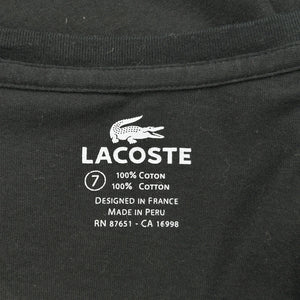 LACOSTE
7 100% COTON
100% COTTON
DESIGNED IN FRANCE
MADE IN PERU
RN 87651 - CA 16998